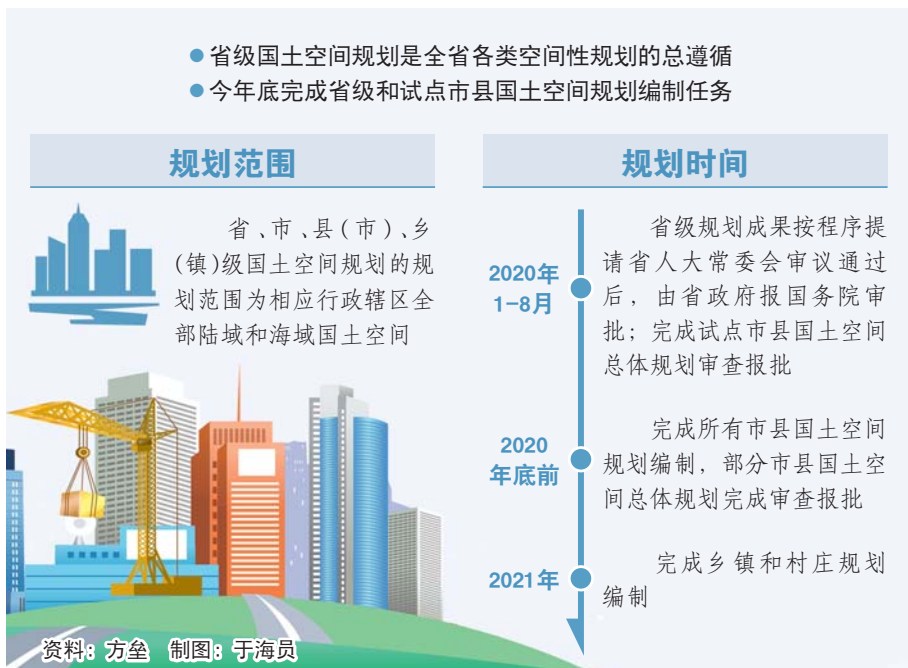 省级国土空间规划是全省各类空间性规划的总遵循
今年底完成省级和试点市县国土空间规划编制任务
规划范围
省、市、县(市)、乡
(镇)级国土空间规划的规
划范围为相应行政辖区全
部陆域和海域国土空间
规划时间
2020年
1-8月
省级规划成果按程序提
请省人大常委会审议通过
后，由省政府报国务院审
批；完成试点市县国土空间
总体规划审查报批
2020
年底前
完成所有市县国土空间
规划编制，部分市县国土空
间总体规划完成审查报批
2021年
完成乡镇和村庄规划
编制
资料：方垒 制图：于海员